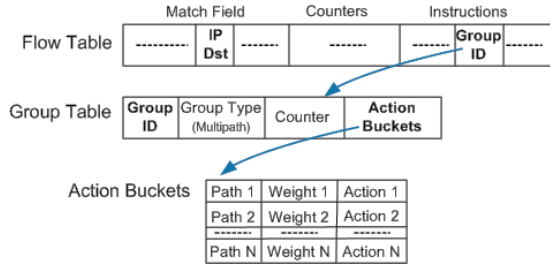 Match Field Counters Instructions
Flow Table
IP Dst
Group ID
Group Table
Group ID
Group Type (Multipath)
Counter
Action Buckets
Action Buckets
Path 1 Weight 1 Action 1
Path 2 Weight 2 Action 2
Path N Weight N Action N